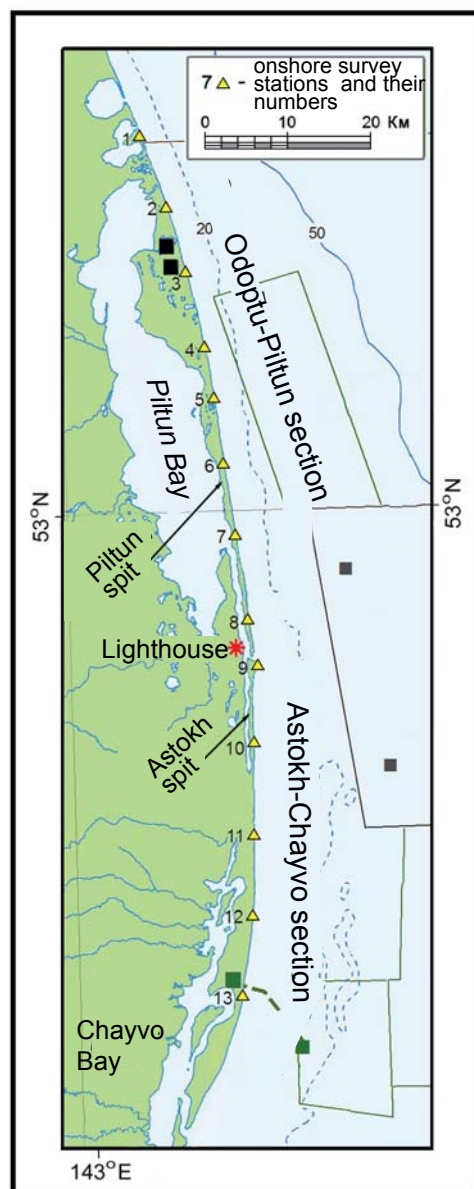 7 - onshore survey
stations and their
numbers
0 10 20 Км
1
2
20
50
3
Odoptu-Piltun section
4
Piltun Bay
5
6
53°N
53°N
Piltun
spit
7
8
Lighthouse
9
Astokh
spit
10
Astokh-Chayvo section
11
12
13
Chayvo
Bay
143°E